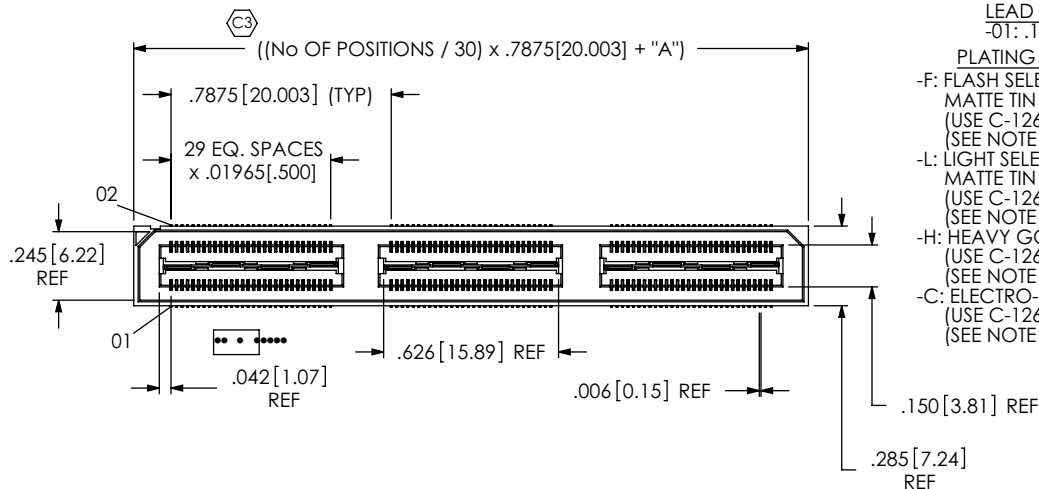 C3
((No OF POSITIONS / 30) x .7875[20.003] + "A")
.7875[20.003] (TYP)
29 EQ. SPACES
x .01965[.500]
02
.245[6.22]
REF
01
.042[1.07]
REF
.626[15.89] REF
.006[0.15] REF
.150[3.81] REF
.285[7.24]
REF
LEAD
-01: .1
PLATING
-F: FLASH SELE
MATTE TIN
(USE C-126
(SEE NOTE
-L: LIGHT SELE
MATTE TIN
(USE C-126
(SEE NOTE
-H: HEAVY GO
(USE C-126
(SEE NOTE
-C: ELECTRO-
(USE C-126
(SEE NOTE